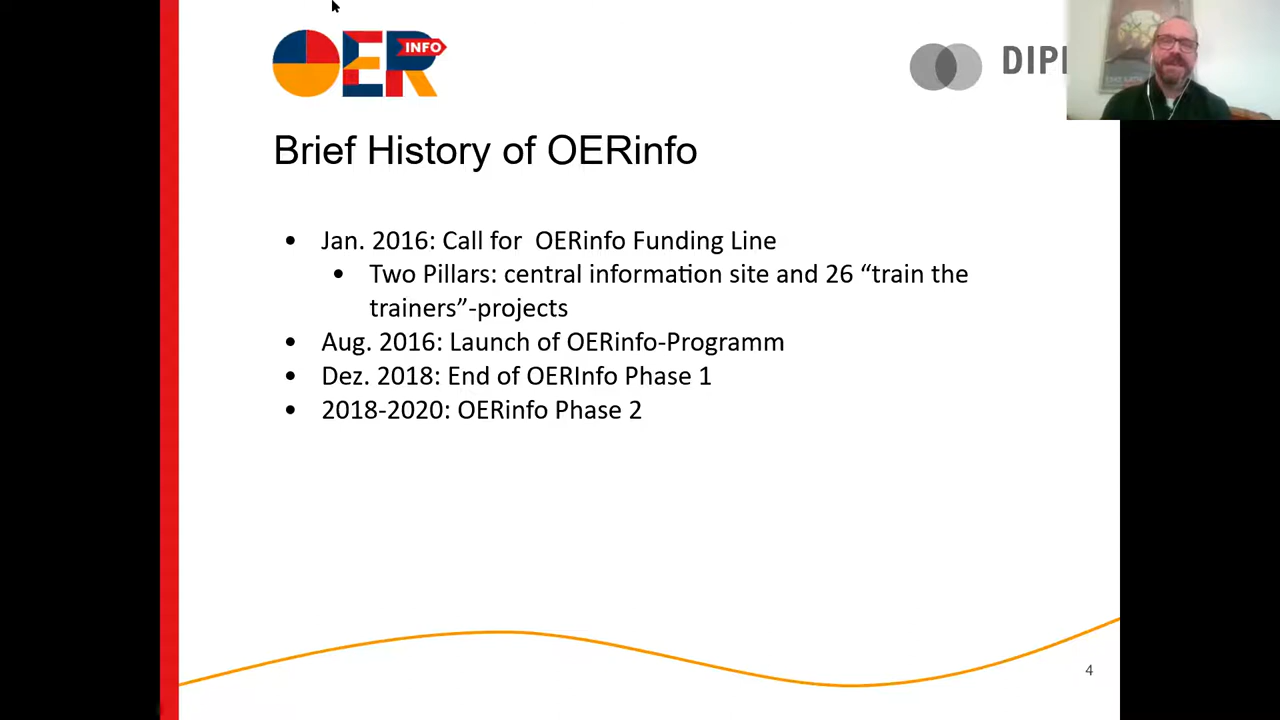 OER INFO
DIP
Brief History of OERinfo
• Jan. 2016: Call for OERinfo Funding Line
• Two Pillars: central information site and 26 “train the
trainers”-projects
• Aug. 2016: Launch of OERinfo-Programm
• Dez. 2018: End of OERInfo Phase 1
• 2018-2020: OERinfo Phase 2
4